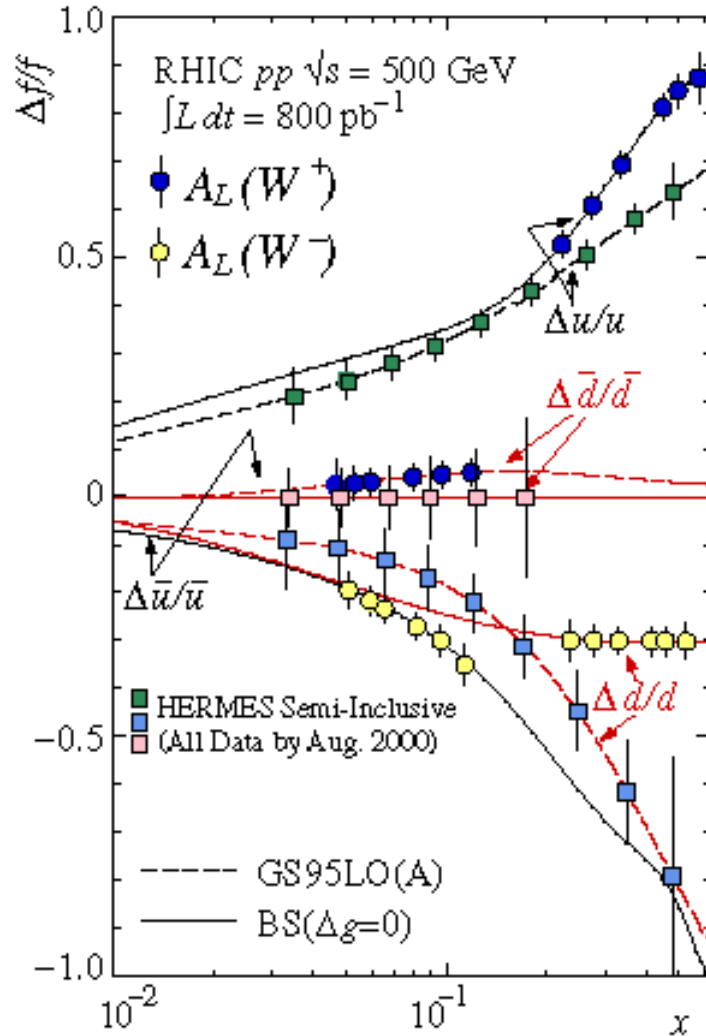 1.0
Δf/f
RHIC pp √s = 500 GeV
∫L dt = 800 pb⁻¹
A_L(W⁺)
A_L(W⁻)
0.5
Δu/u
Δd̅/d̅
0
Δu̅/u̅
Δd/d
HERMES Semi-Inclusive
(All Data by Aug. 2000)
−0.5
GS95LO(A)
BS(Δg=0)
−1.0
10⁻²
10⁻¹
x